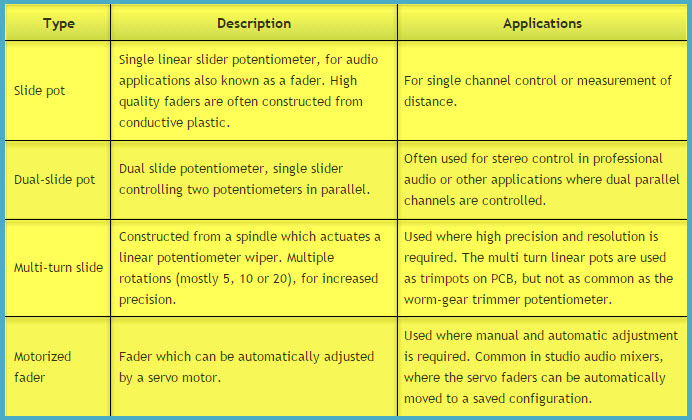 Type Description Applications
Slide pot
Single linear slider potentiometer, for audio
applications also known as a fader. High
quality faders are often constructed from
conductive plastic.
For single channel control or measurement of
distance.
Dual-slide pot
Dual slide potentiometer, single slider
controlling two potentiometers in parallel.
Often used for stereo control in professional
audio or other applications where dual parallel
channels are controlled.
Multi-turn slide
Constructed from a spindle which actuates a
linear potentiometer wiper. Multiple
rotations (mostly 5, 10 or 20), for increased
precision.
Used where high precision and resolution is
required. The multi turn linear pots are used
as trimpots on PCB, but not as common as the
worm-gear trimmer potentiometer.
Motorized
fader
Fader which can be automatically adjusted
by a servo motor.
Used where manual and automatic adjustment
is required. Common in studio audio mixers,
where the servo faders can be automatically
moved to a saved configuration.